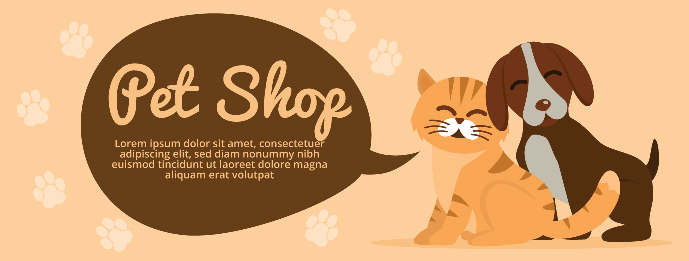 Pet Shop
Lorem ipsum dolor sit amet, consectetuer
adipiscing elit, sed diam nonummy nibh
euismod tincidunt ut laoreet dolore magna
aliquam erat volutpat